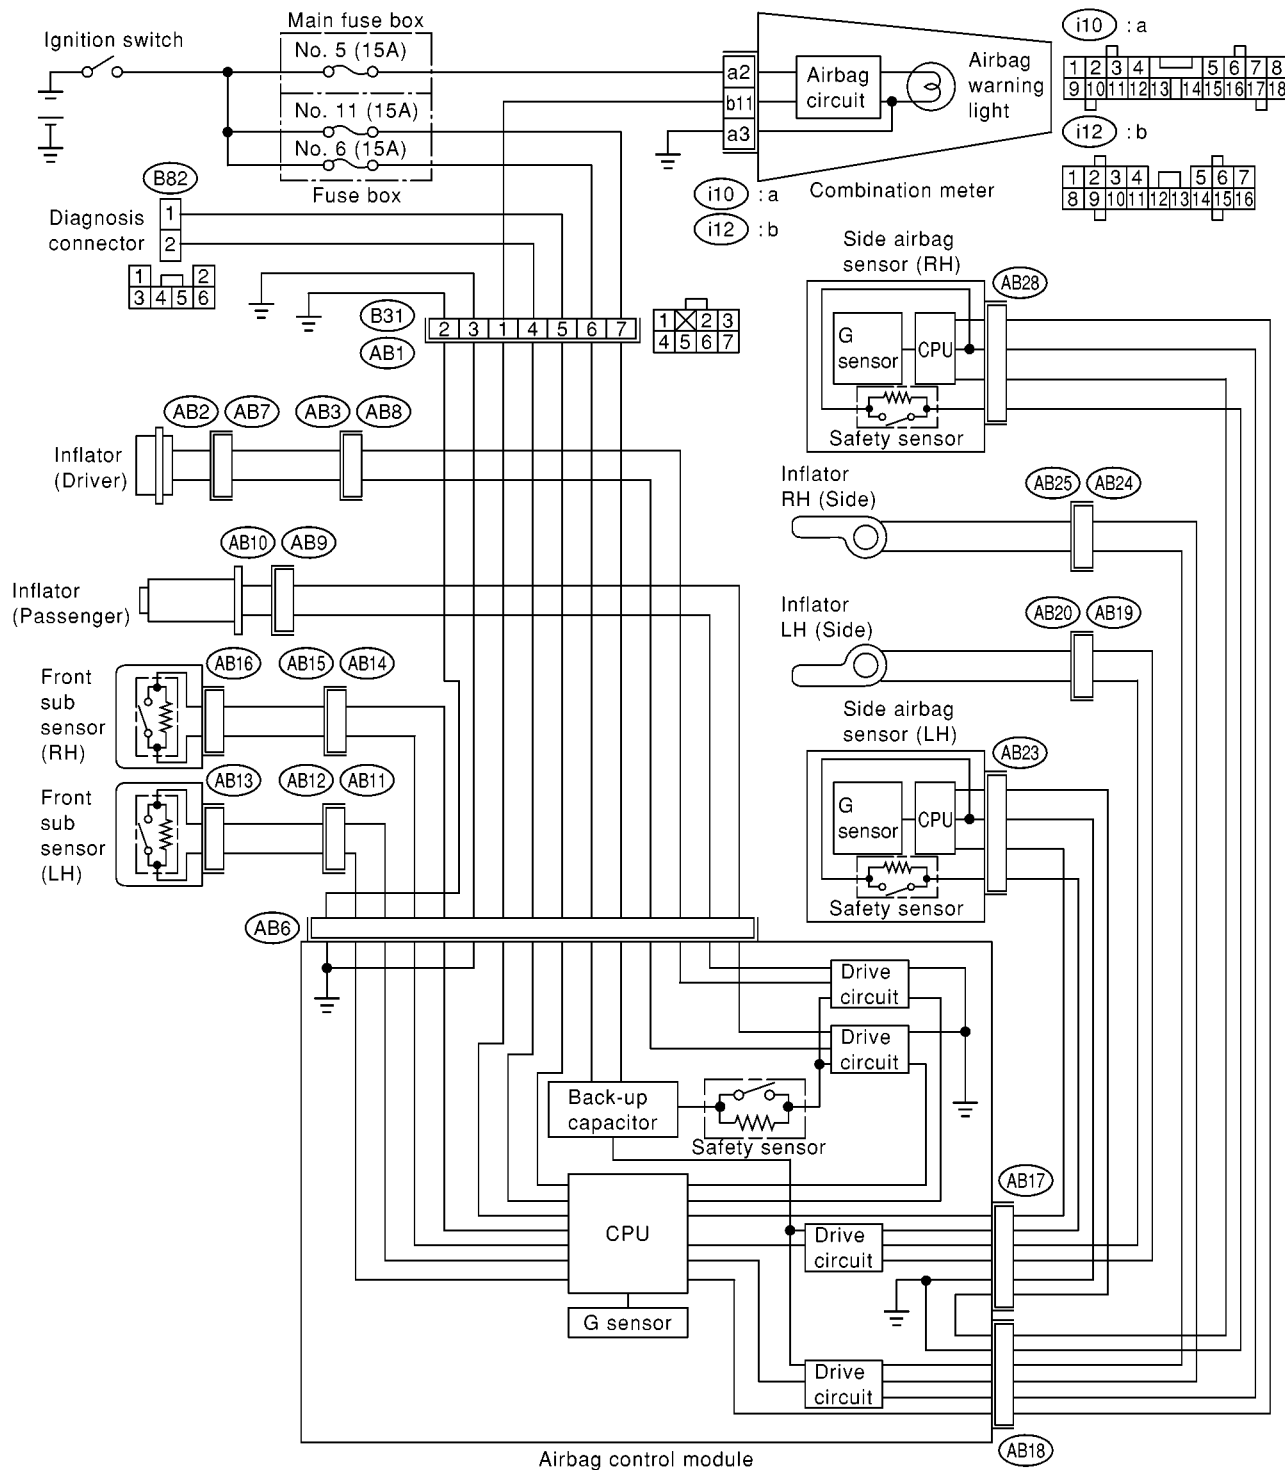 Main fuse box
Ignition switch
No. 5 (15A)
No. 11 (15A)
No. 6 (15A)
Fuse box
a2
b11
a3
Airbag
circuit
Airbag
warning
light
Combination meter
i10 : a
i12 : b
i10 : a
1 2 3 4 5 6 7 8
9 10 11 12 13 14 15 16 17 18
i12 : b
1 2 3 4 5 6 7
8 9 10 11 12 13 14 15 16
B82
Diagnosis
connector
1
2
1 2
3 4 5 6
B31
AB1
2 3 1 4 5 6 7
1 2 3
4 5 6 7
Side airbag
sensor (RH)
AB28
G
sensor
CPU
Safety sensor
AB2 AB7 AB3 AB8
Inflator
(Driver)
Inflator
RH (Side)
AB25 AB24
AB10 AB9
Inflator
(Passenger)
Inflator
LH (Side)
AB20 AB19
Front
sub
sensor
(RH)
AB16 AB15 AB14
Front
sub
sensor
(LH)
AB13 AB12 AB11
Side airbag
sensor (LH)
AB23
G
sensor
CPU
Safety sensor
AB6
Drive
circuit
Drive
circuit
Back-up
capacitor
Safety sensor
CPU
G sensor
Drive
circuit
Drive
circuit
AB17
AB18
Airbag control module